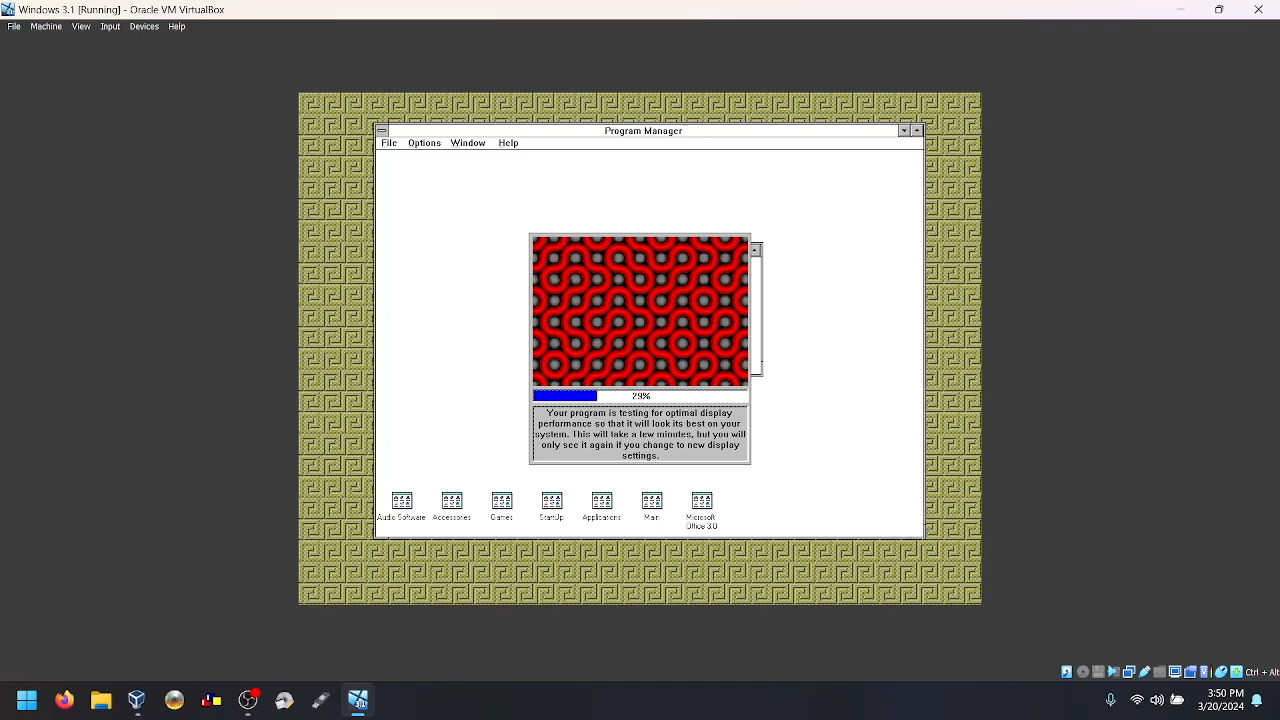 Windows 3.1 [Running] - Oracle VM VirtualBox
File Machine View Input Devices Help
Program Manager
File Options Window Help
29%
Your program is testing for optimal display
performance so that it will look its best on your
system. This will take a few minutes, but you will
only see it again if you change to new display
settings.
Audio Software Accessories Games StartUp Applications Main Microsoft
Office 3.0
Ctrl + Alt
3:50 PM
3/20/2024